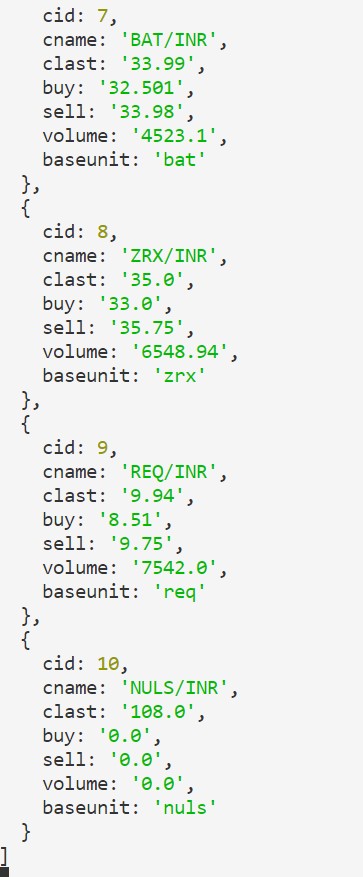 cid: 7,
    cname: 'BAT/INR',
    clast: '33.99',
    buy: '32.501',
    sell: '33.98',
    volume: '4523.1',
    baseunit: 'bat'
  },
  {
    cid: 8,
    cname: 'ZRX/INR',
    clast: '35.0',
    buy: '33.0',
    sell: '35.75',
    volume: '6548.94',
    baseunit: 'zrx'
  },
  {
    cid: 9,
    cname: 'REQ/INR',
    clast: '9.94',
    buy: '8.51',
    sell: '9.75',
    volume: '7542.0',
    baseunit: 'req'
  },
  {
    cid: 10,
    cname: 'NULS/INR',
    clast: '108.0',
    buy: '0.0',
    sell: '0.0',
    volume: '0.0',
    baseunit: 'nuls'
  }
]